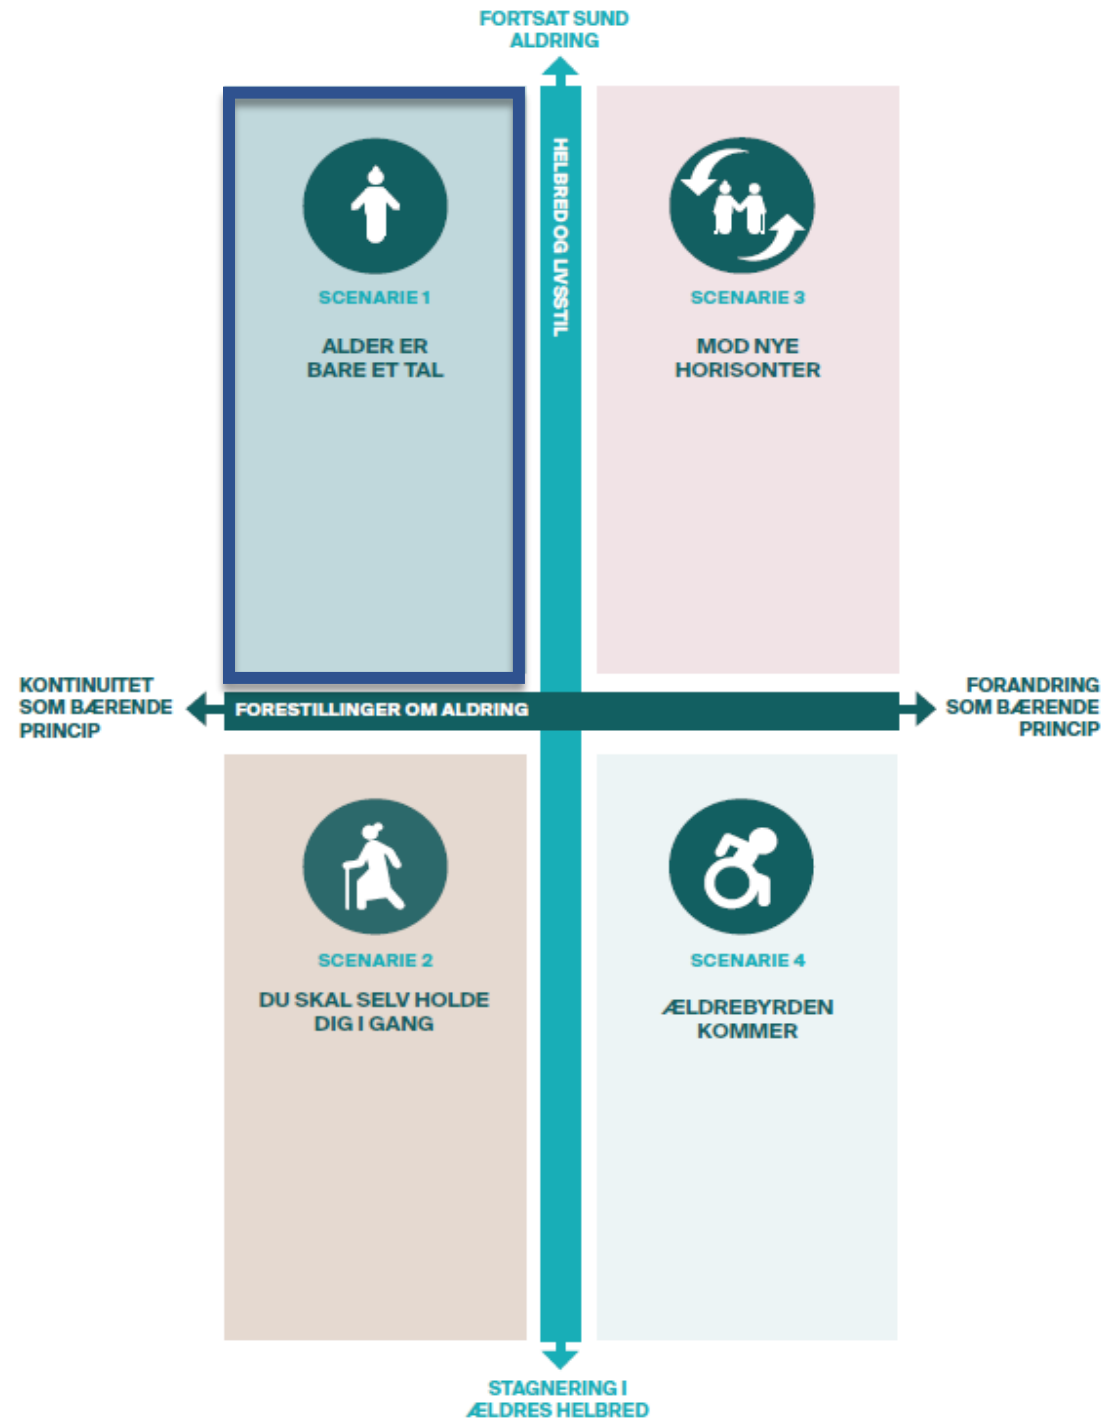 FORTSAT SUND
ALDRING
HELBRED OG LIVSSTIL
SCENARIE 1
ALDER ER
BARE ET TAL
SCENARIE 3
MOD NYE
HORISONTER
KONTINUITET
SOM BÆRENDE
PRINCIP
FORESTILLINGER OM ALDRING
FORANDRING
SOM BÆRENDE
PRINCIP
SCENARIE 2
DU SKAL SELV HOLDE
DIG I GANG
SCENARIE 4
ÆLDREBYRDEN
KOMMER
STAGNERING I
ÆLDRES HELBRED